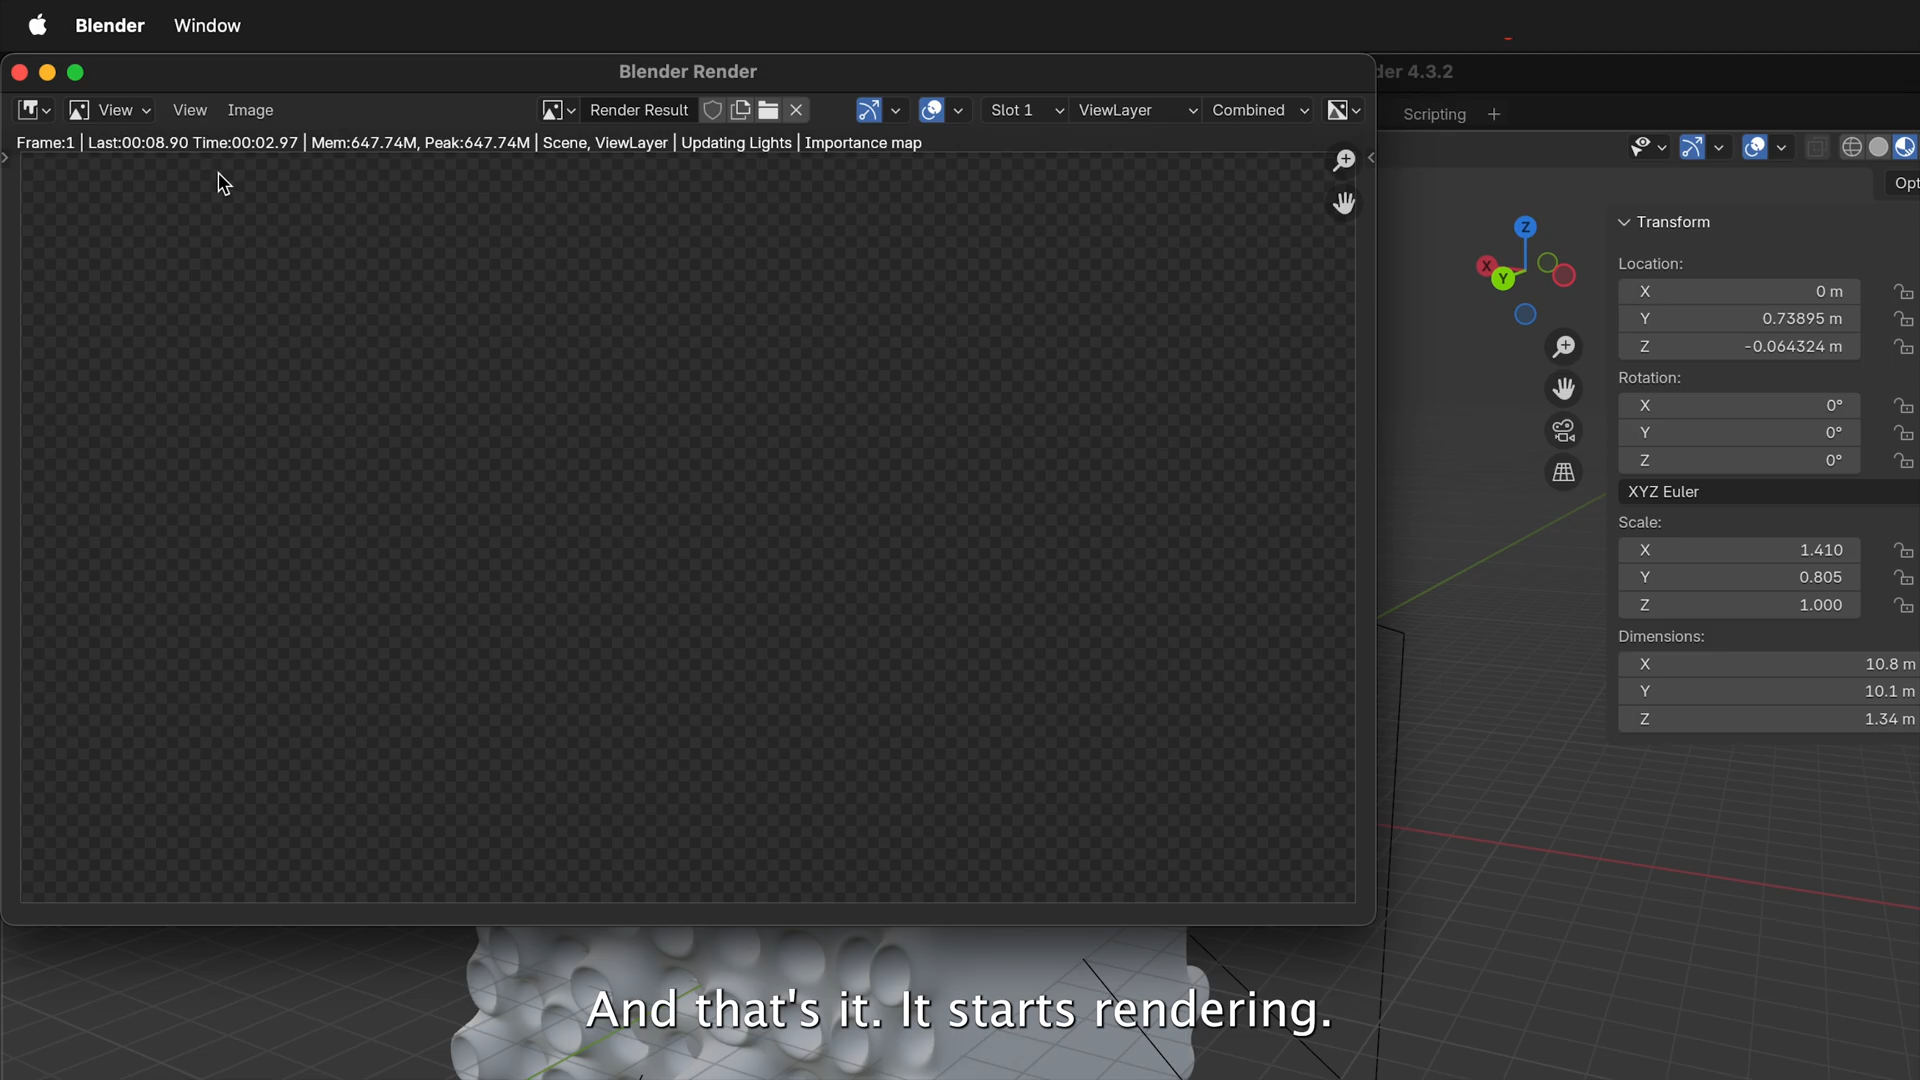 Blender Window
Blender Render
der 4.3.2
View View Image Render Result Slot 1 ViewLayer Combined
Scripting +
Frame:1 | Last:00:08.90 Time:00:02.97 | Mem:647.74M, Peak:647.74M | Scene, ViewLayer | Updating Lights | Importance map
Opt
Transform
Z
X
Y
Location:
X 0 m
Y 0.73895 m
Z -0.064324 m
Rotation:
X 0°
Y 0°
Z 0°
XYZ Euler
Scale:
X 1.410
Y 0.805
Z 1.000
Dimensions:
X 10.8 m
Y 10.1 m
Z 1.34 m
And that's it. It starts rendering.